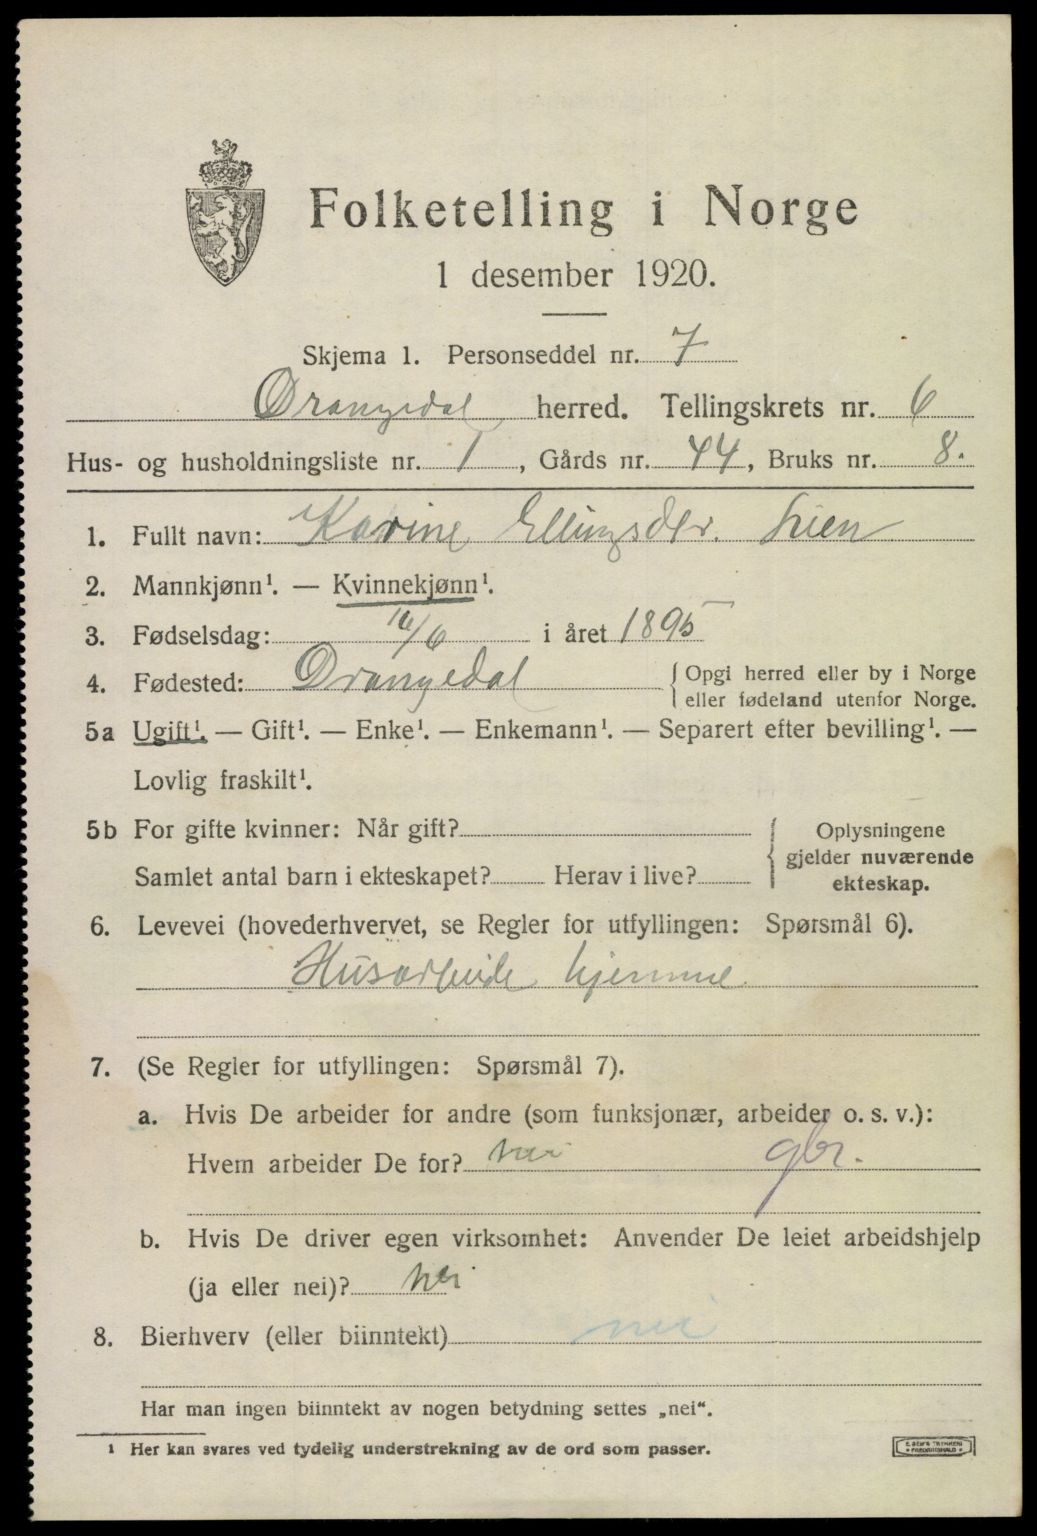 Folketelling i Norge
1 desember 1920.
Skjema 1. Personseddel nr. 7
Drangedal herred. Tellingskrets nr. 6
Hus- og husholdningsliste nr. 1, Gårds nr. 44, Bruks nr. 8.
1. Fullt navn: Karine Ellingsdtr. Lien
2. Mannkjønn¹. — Kvinnekjønn¹.
3. Fødselsdag: 16/6 i året 1895
4. Fødested: Drangedal { Opgi herred eller by i Norge
{ eller fødeland utenfor Norge.
5a Ugift¹. — Gift¹. — Enke¹. — Enkemann¹. — Separert efter bevilling¹. —
Lovlig fraskilt¹.
5b For gifte kvinner: Når gift? Oplysningene
gjelder nuværende
Samlet antal barn i ekteskapet? Herav i live? ekteskap.
6. Levevei (hovederhvervet, se Regler for utfyllingen: Spørsmål 6).
Husarbeide hjemme
7. (Se Regler for utfyllingen: Spørsmål 7).
a. Hvis De arbeider for andre (som funksjonær, arbeider o. s. v.):
Hvem arbeider De for? nei gbr.
b. Hvis De driver egen virksomhet: Anvender De leiet arbeidshjelp
(ja eller nei)? nei
8. Bierhverv (eller biinntekt) nei
Har man ingen biinntekt av nogen betydning settes „nei“.
¹ Her kan svares ved tydelig understrekning av de ord som passer.